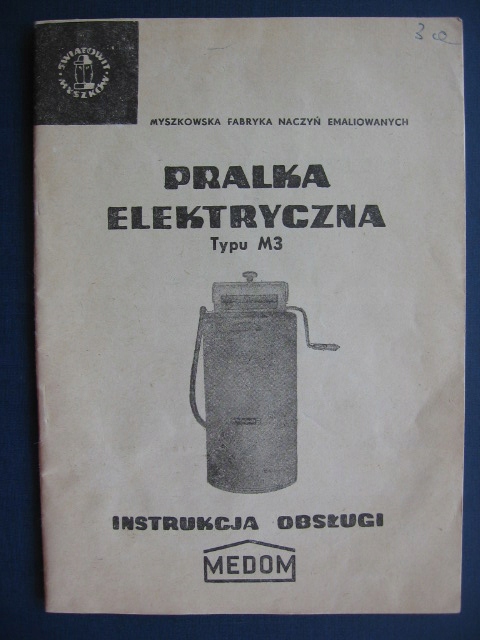 ŚWIATOWIT
MYSZKÓW
MYSZKOWSKA FABRYKA NACZYŃ EMALIOWANYCH
PRALKA
ELEKTRYCZNA
Typu M3
INSTRUKCJA OBSŁUGI
MEDOM